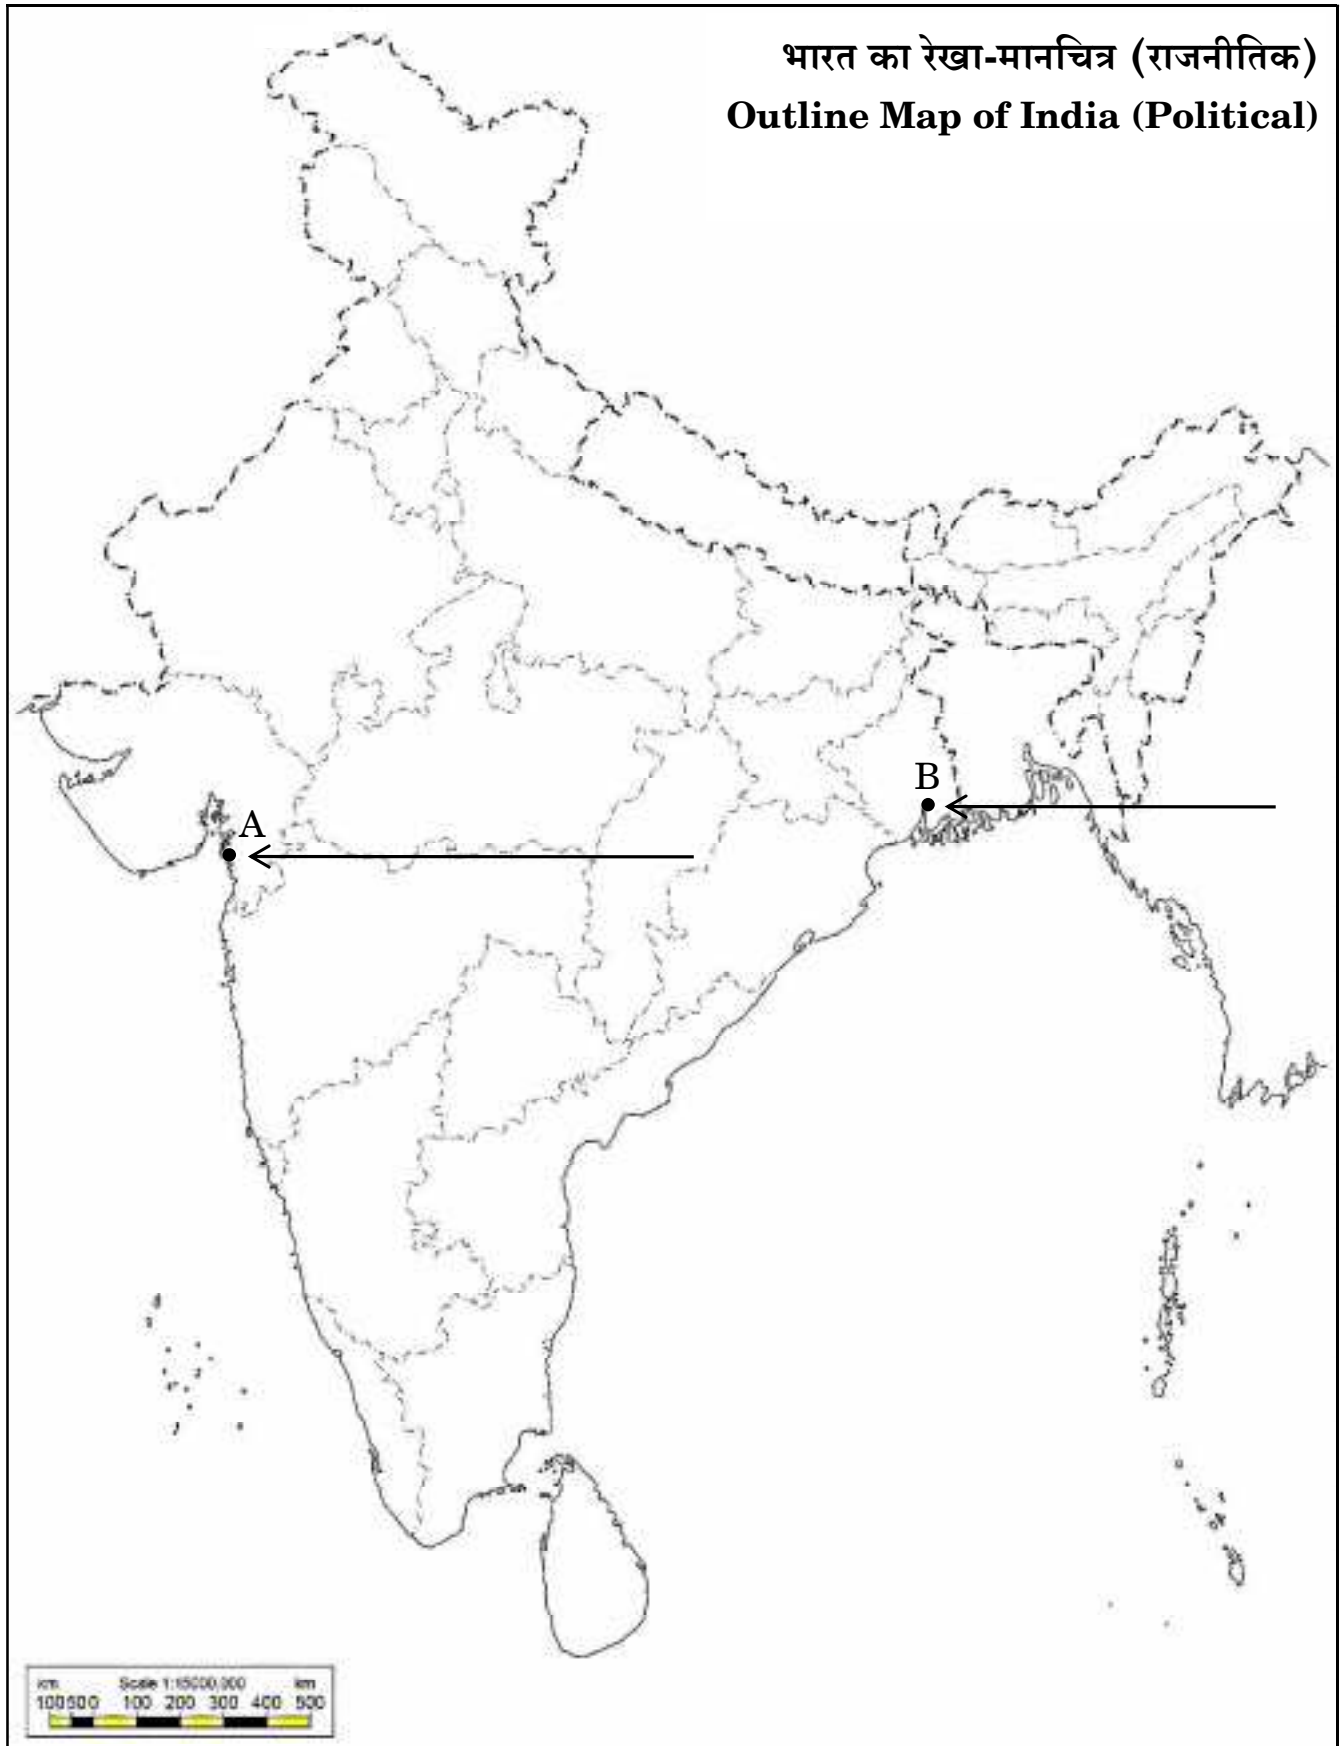 भारत का रेखा-मानचित्र (राजनीतिक)
Outline Map of India (Political)
B
A
km Scale 1:15000,000 km
100 50 0 100 200 300 400 500